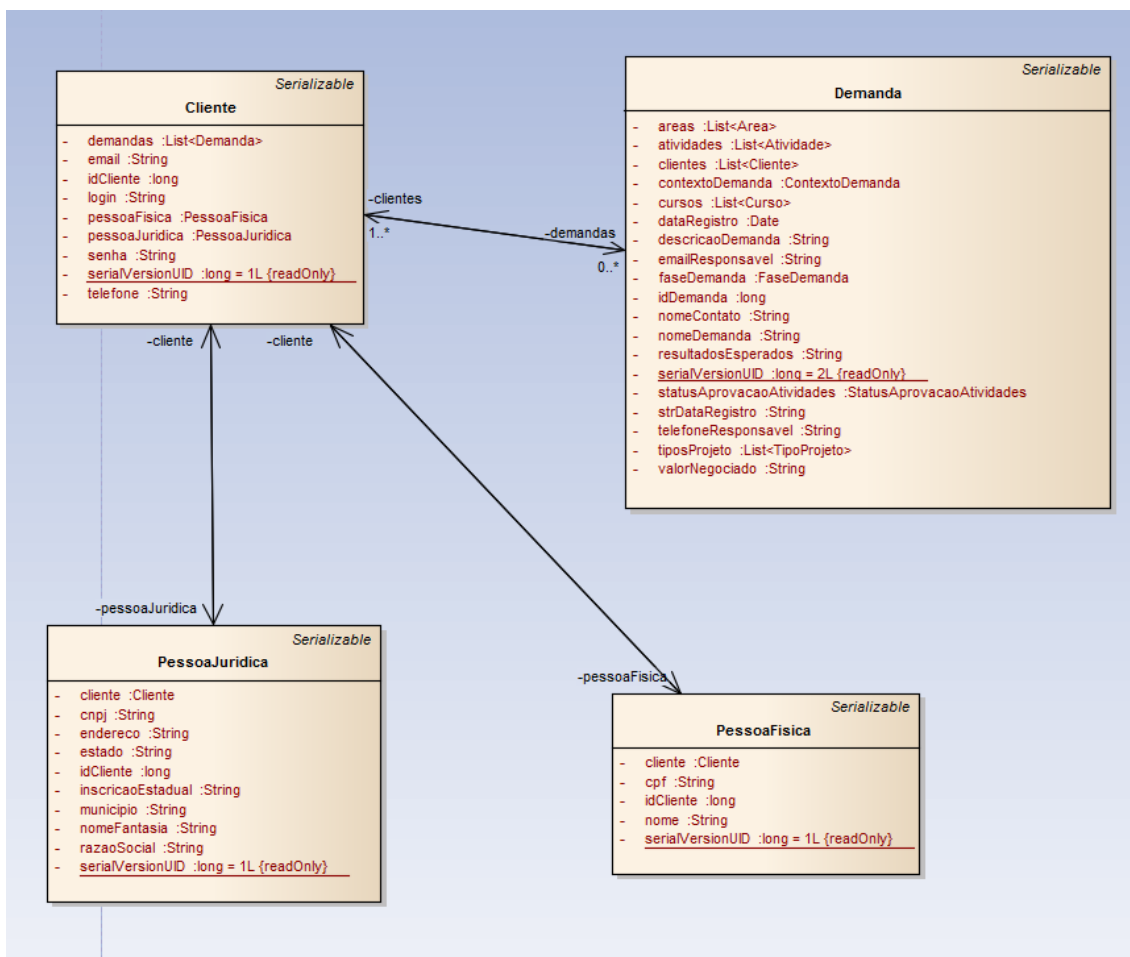 Serializable
Cliente
- demandas :List<Demanda>
- email :String
- idCliente :long
- login :String
- pessoaFisica :PessoaFisica
- pessoaJuridica :PessoaJuridica
- senha :String
- serialVersionUID :long = 1L {readOnly}
- telefone :String
Serializable
Demanda
- areas :List<Area>
- atividades :List<Atividade>
- clientes :List<Cliente>
- contextoDemanda :ContextoDemanda
- cursos :List<Curso>
- dataRegistro :Date
- descricaoDemanda :String
- emailResponsavel :String
- faseDemanda :FaseDemanda
- idDemanda :long
- nomeContato :String
- nomeDemanda :String
- resultadosEsperados :String
- serialVersionUID :long = 2L {readOnly}
- statusAprovacaoAtividades :StatusAprovacaoAtividades
- strDataRegistro :String
- telefoneResponsavel :String
- tiposProjeto :List<TipoProjeto>
- valorNegociado :String
-clientes
1..*
-demandas
0..*
-cliente
-cliente
-pessoaJuridica
-pessoaFisica
Serializable
PessoaJuridica
- cliente :Cliente
- cnpj :String
- endereco :String
- estado :String
- idCliente :long
- inscricaoEstadual :String
- municipio :String
- nomeFantasia :String
- razaoSocial :String
- serialVersionUID :long = 1L {readOnly}
Serializable
PessoaFisica
- cliente :Cliente
- cpf :String
- idCliente :long
- nome :String
- serialVersionUID :long = 1L {readOnly}